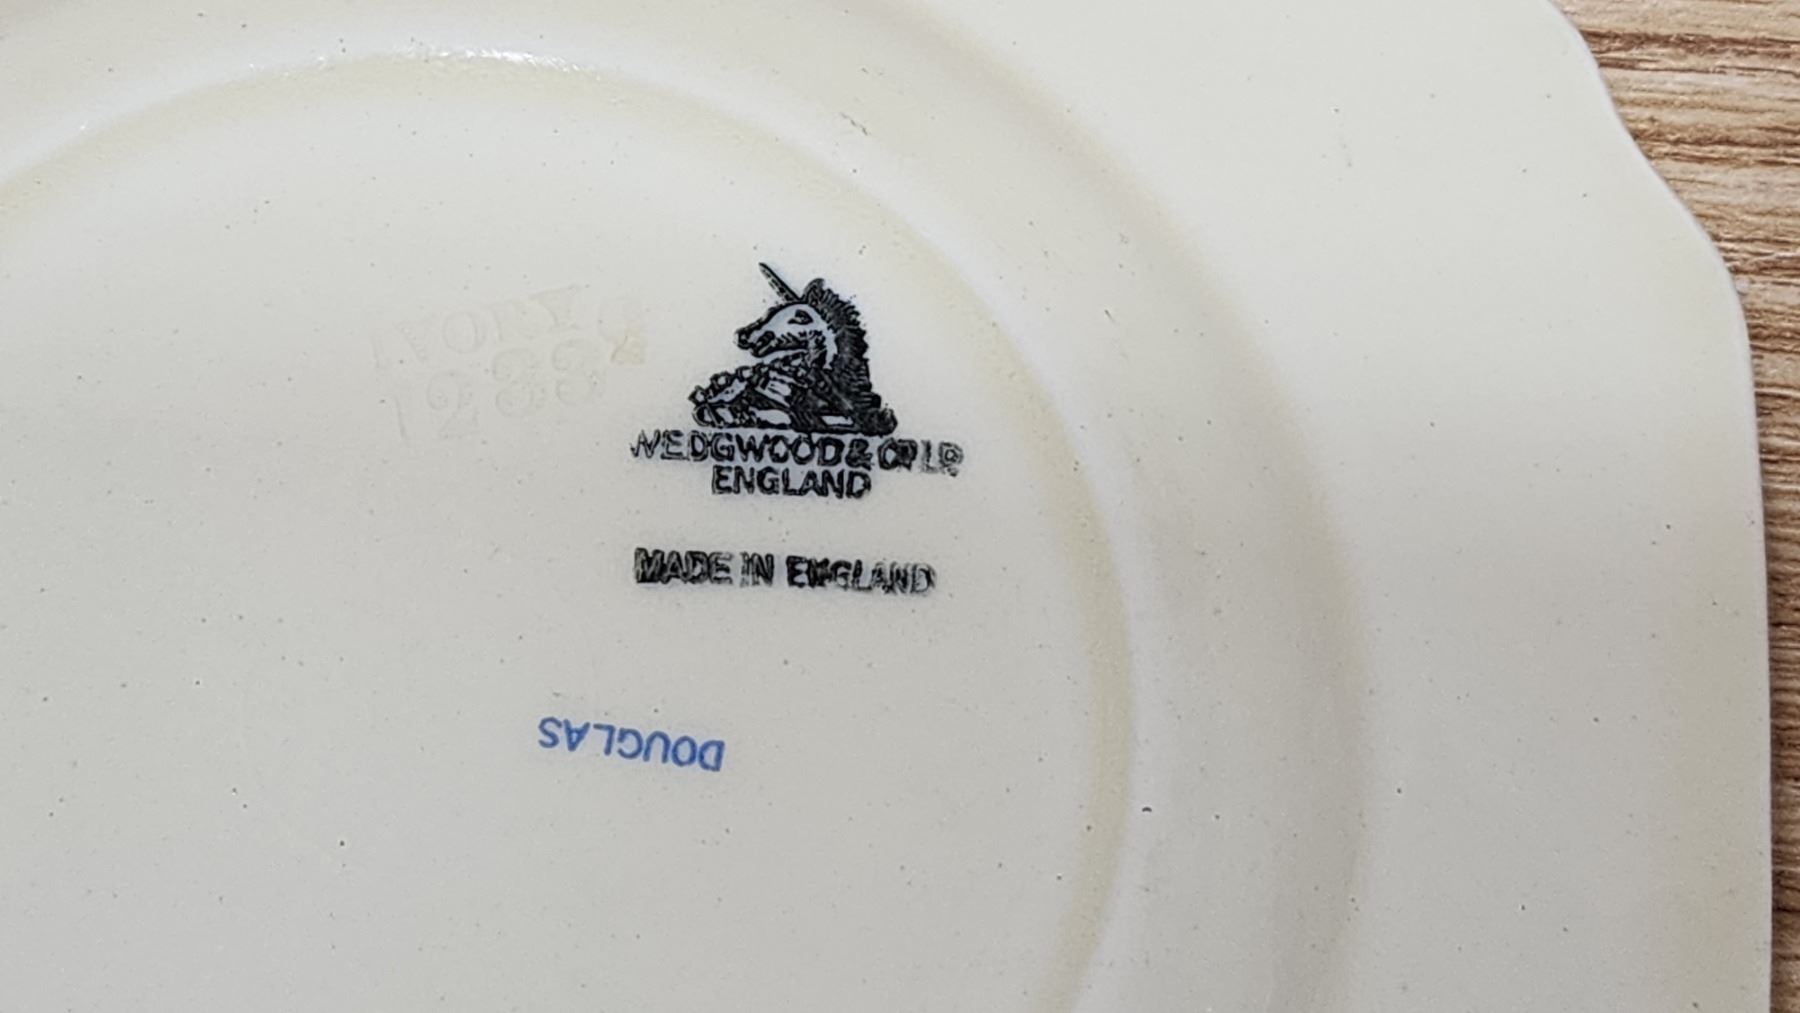 WEDGWOOD & CO LD
ENGLAND
MADE IN ENGLAND
DOUGLAS